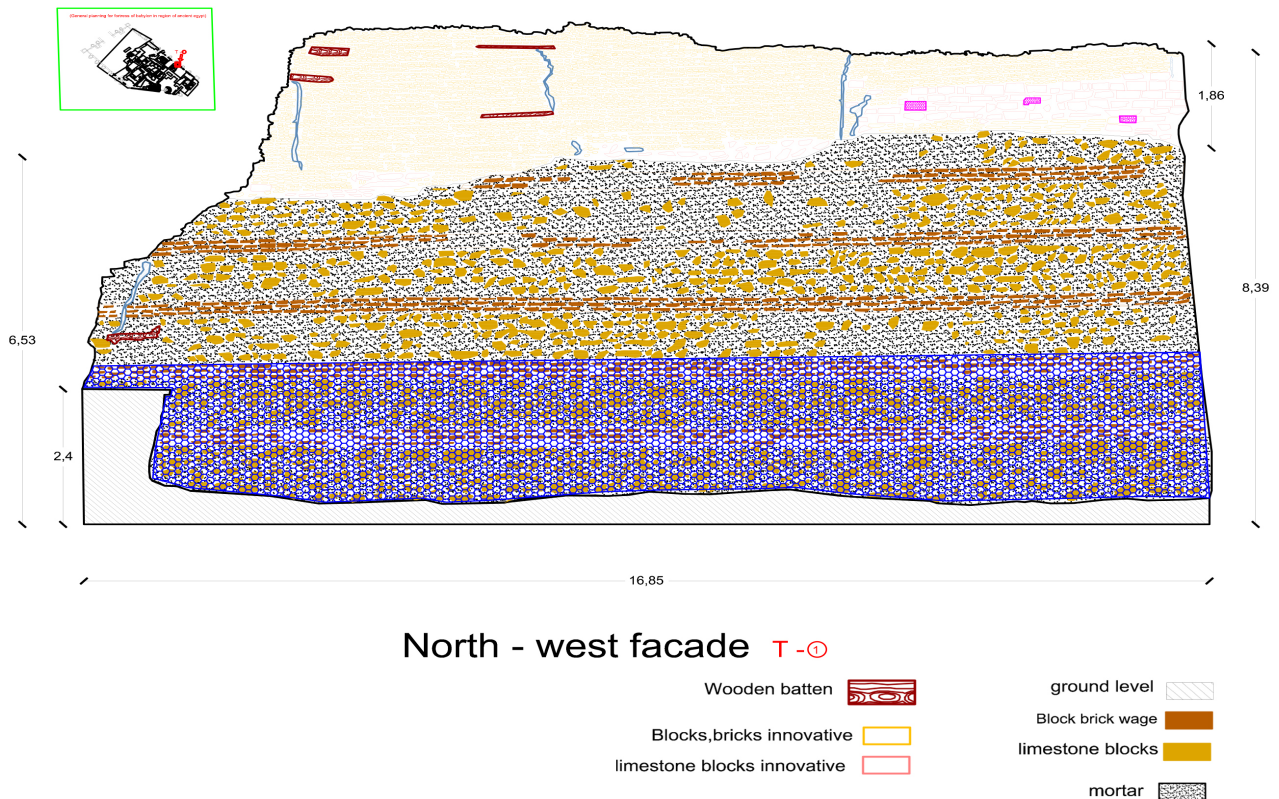 (General planning for fortress of babylon in region of ancient egypt)
T
1,86
8,39
6,53
2,4
16,85
North - west facade T -①
Wooden batten
ground level
Block brick wage
Blocks,bricks innovative
limestone blocks
limestone blocks innovative
mortar